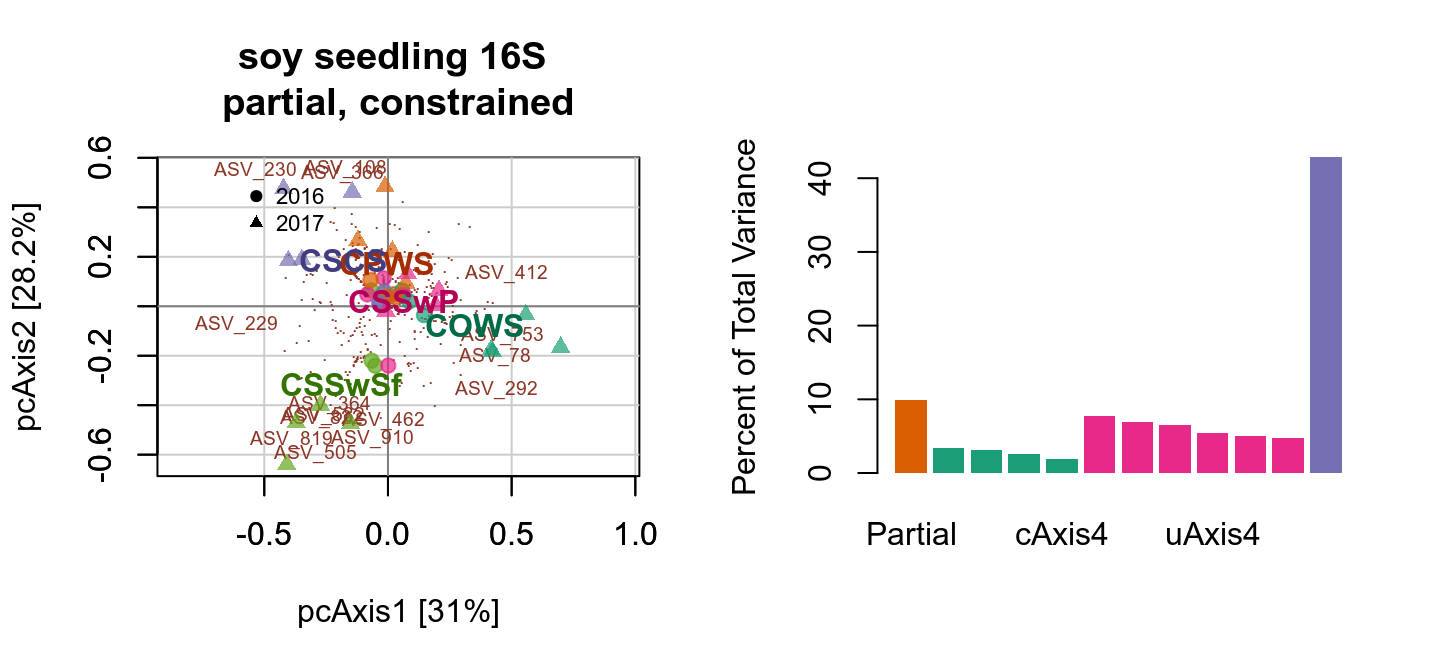 soy seedling 16S
partial, constrained
pcAxis2 [28.2%]
0.6
0.2
-0.2
-0.6
ASV_230
ASV_108
ASV_366
2016
2017
CSCS
CPWS
ASV_412
CSSwP
COWS
ASV_229
ASV_78
CSSwSf
ASV_292
ASV_364
ASV_462
ASV_819
ASV_910
ASV_505
-0.5
0.0
0.5
1.0
pcAxis1 [31%]
Percent of Total Variance
40
30
20
10
0
Partial
cAxis4
uAxis4